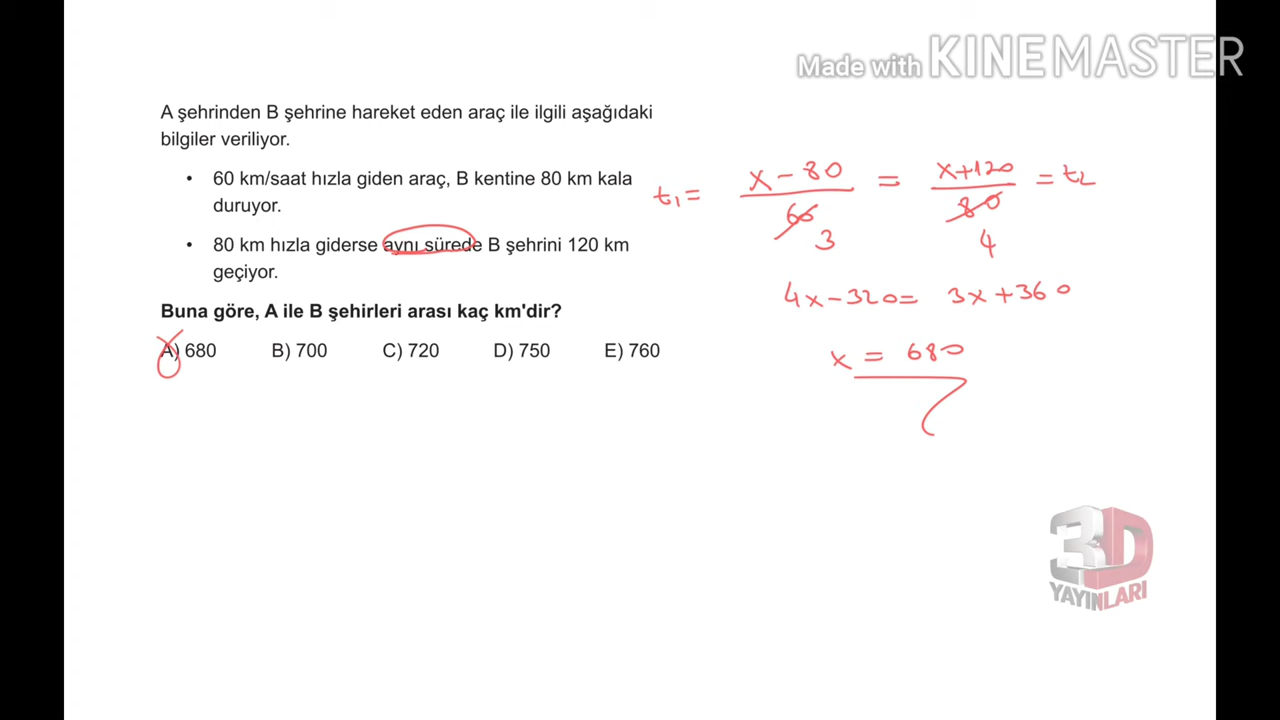 Made with KINEMASTER
A şehrinden B şehrine hareket eden araç ile ilgili aşağıdaki
bilgiler veriliyor.
• 60 km/saat hızla giden araç, B kentine 80 km kala
duruyor.
• 80 km hızla giderse aynı sürede B şehrini 120 km
geçiyor.
Buna göre, A ile B şehirleri arası kaç km'dir?
A) 680 B) 700 C) 720 D) 750 E) 760
t₁ = x - 80 = x+120 = t₂
60 80
3 4
4x - 320 = 3x + 360
x = 680
3D
YAYINLARI